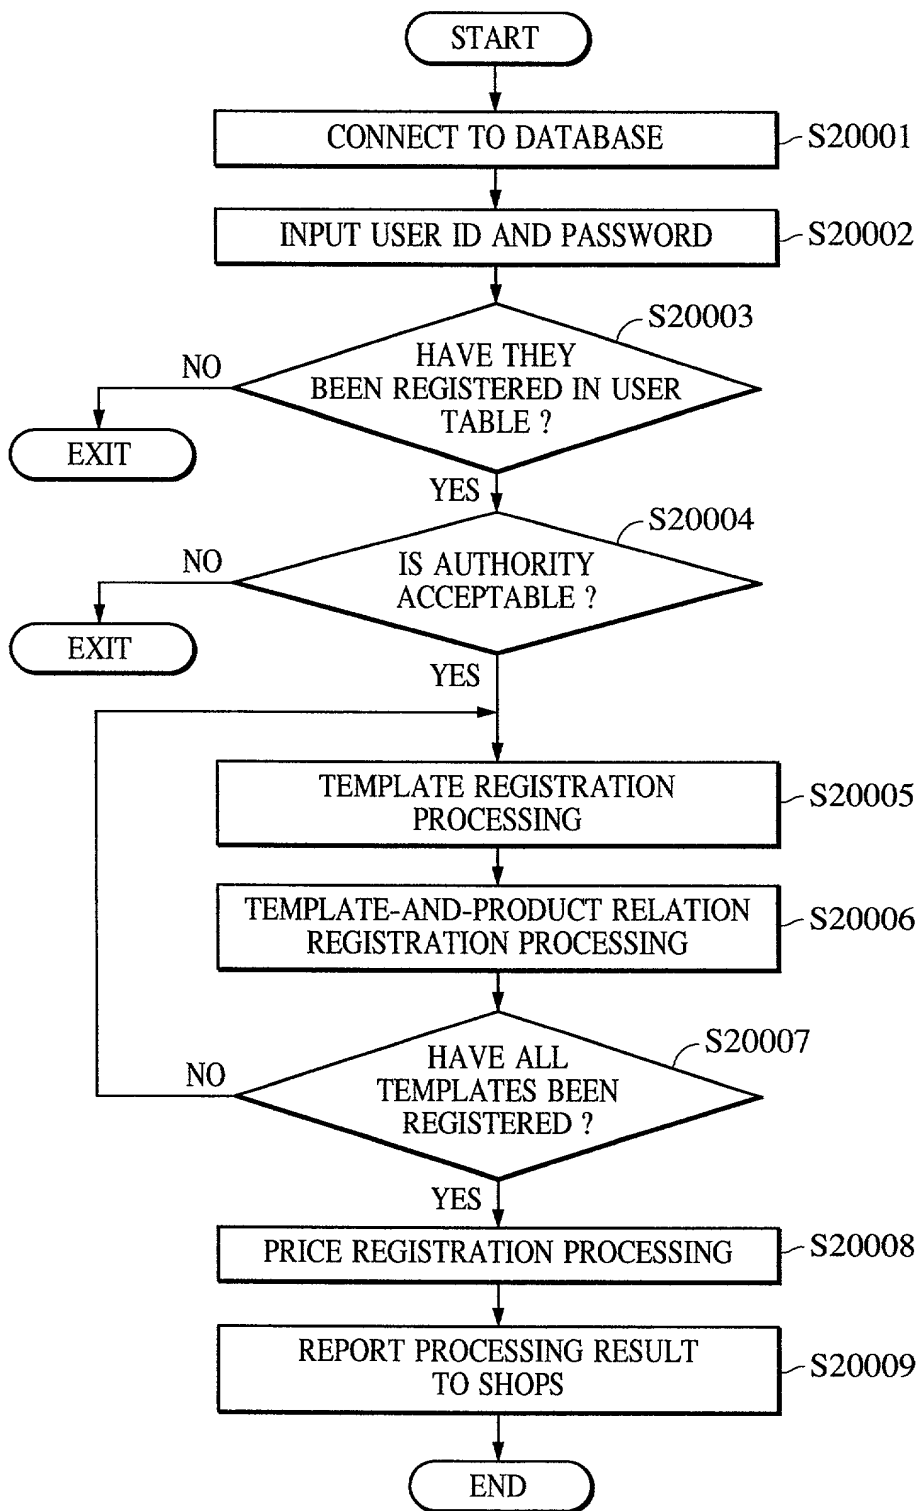 START
CONNECT TO DATABASE
S20001
INPUT USER ID AND PASSWORD
S20002
S20003
HAVE THEY
BEEN REGISTERED IN USER
TABLE ?
NO
EXIT
YES
S20004
IS AUTHORITY
ACCEPTABLE ?
NO
EXIT
YES
TEMPLATE REGISTRATION
PROCESSING
S20005
TEMPLATE-AND-PRODUCT RELATION
REGISTRATION PROCESSING
S20006
S20007
HAVE ALL
TEMPLATES BEEN
REGISTERED ?
NO
YES
PRICE REGISTRATION PROCESSING
S20008
REPORT PROCESSING RESULT
TO SHOPS
S20009
END